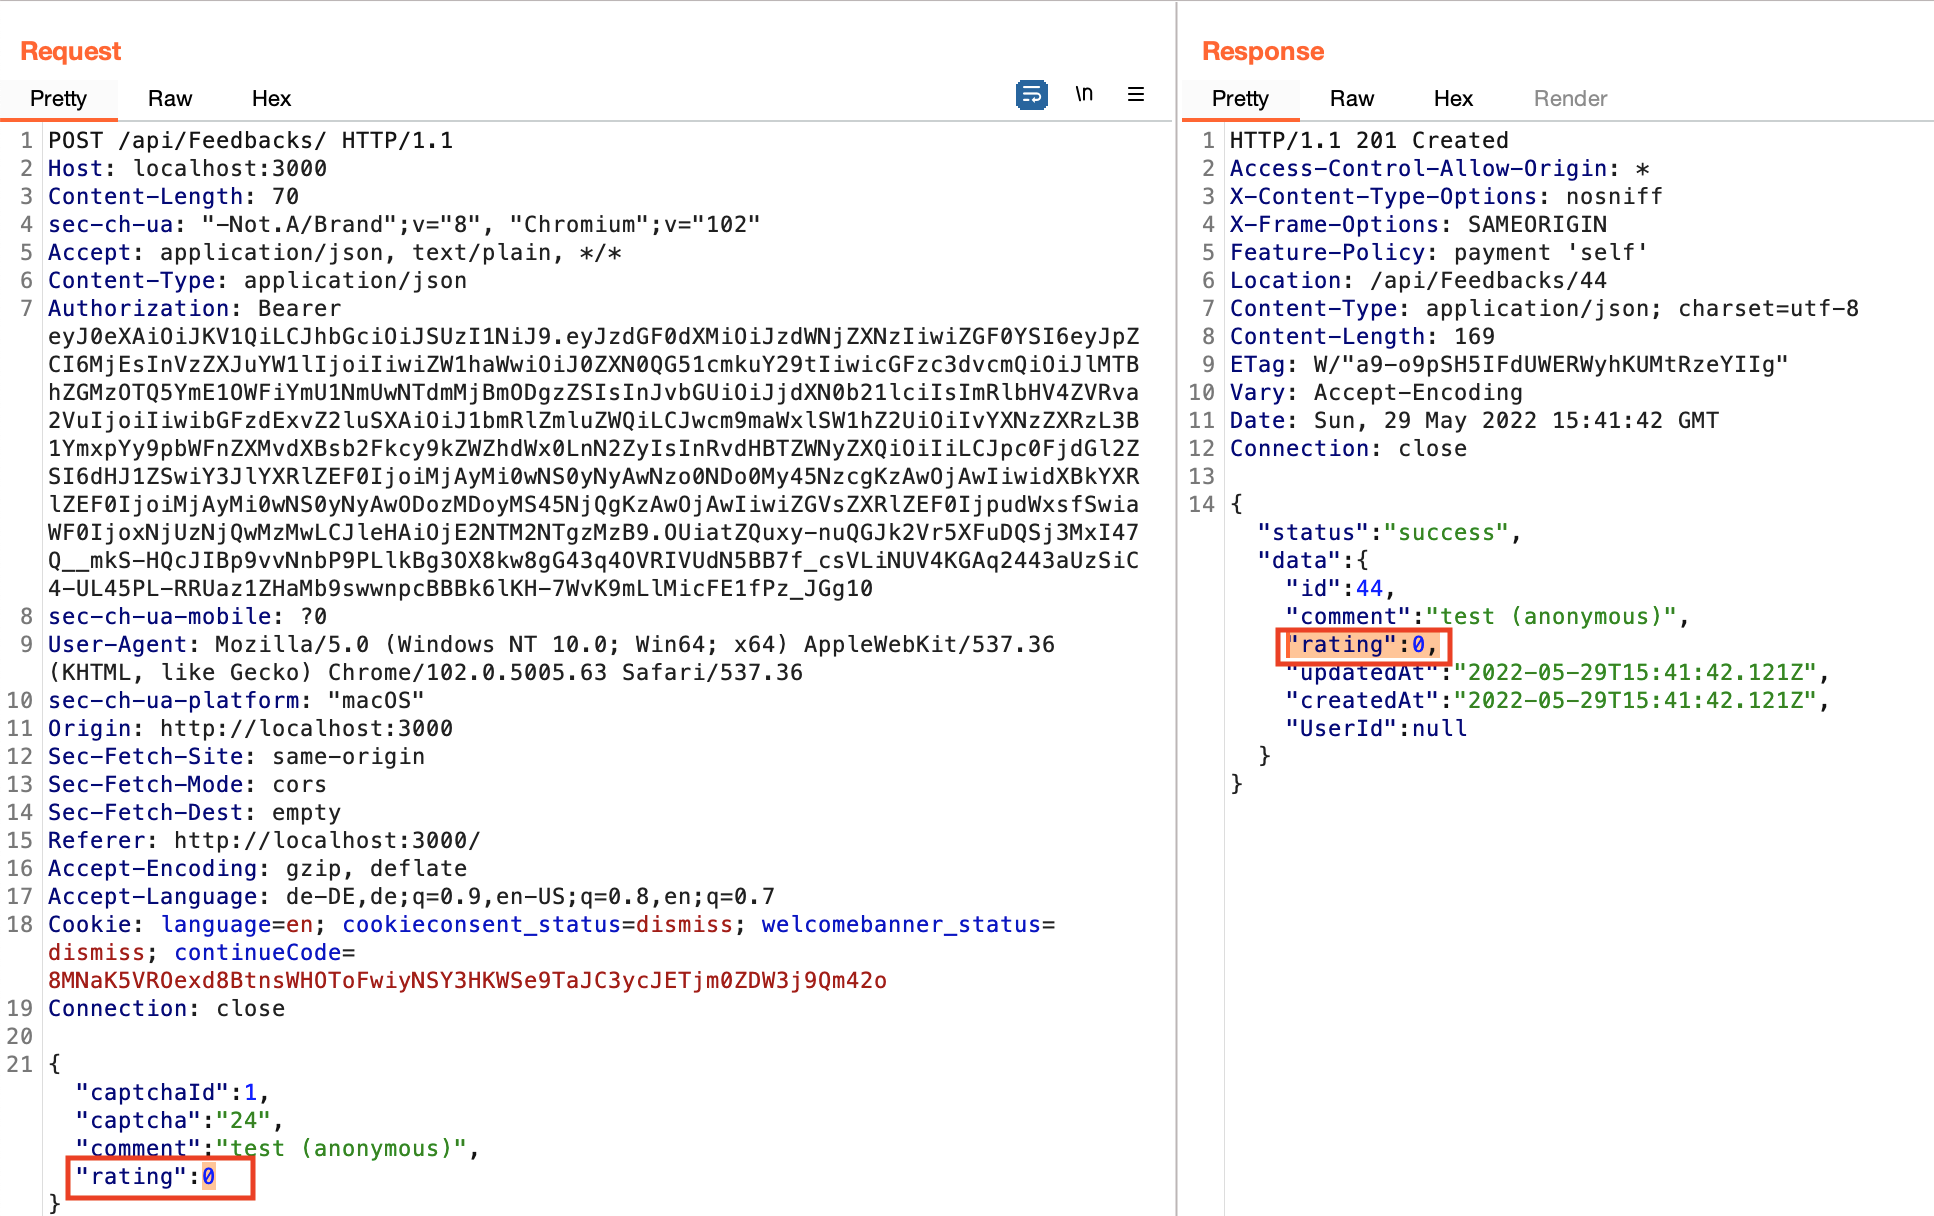 Request
Pretty Raw Hex \n
1 POST /api/Feedbacks/ HTTP/1.1
2 Host: localhost:3000
3 Content-Length: 70
4 sec-ch-ua: "-Not.A/Brand";v="8", "Chromium";v="102"
5 Accept: application/json, text/plain, */*
6 Content-Type: application/json
7 Authorization: Bearer
eyJ0eXAiOiJKV1QiLCJhbGciOiJSUzI1NiJ9.eyJzdGF0dXMiOiJzdWNjZXNzIiwiZGF0YSI6eyJpZ
CI6MjEsInVzZXJuYW1lIjoiIiwiZW1haWwiOiJ0ZXN0QG51cmkuY29tIiwicGFzc3dvcmQiOiJlMTB
hZGMzOTQ5YmE1OWFiYmU1NmUwNTdmMjBmODgzZSIsInJvbGUiOiJjdXN0b21lciIsImRlbHV4ZVRva
2VuIjoiIiwibGFzdExvZ2luSXAiOiJ1bmRlZmluZWQiLCJwcm9maWxlSW1hZ2UiOiIvYXNzZXRzL3B
1YmxpYy9pbWFnZXMvdXBsb2Fkcy9kZWZhdWx0LnN2ZyIsInRvdHBTZWNyZXQiOiIiLCJpc0FjdGl2Z
SI6dHJ1ZSwiY3JlYXRlZEF0IjoiMjAyMi0wNS0yNyAwNzo0NDo0My45NzcgKzAwOjAwIiwidXBkYXR
lZEF0IjoiMjAyMi0wNS0yNyAwODozMDoyMS45NjQgKzAwOjAwIiwiZGVsZXRlZEF0IjpudWxsfSwia
WF0IjoxNjUzNjQwMzMwLCJleHAiOjE2NTM2NTgzMzB9.OUiatZQuxy-nuQGJk2Vr5XFuDQSj3MxI47
Q__mkS-HQcJIBp9vvNnbP9PLlkBg3OX8kw8gG43q4OVRIVUdN5BB7f_csVLiNUV4KGAq2443aUzSiC
4-UL45PL-RRUaz1ZHaMb9swwnpcBBBk6lKH-7WvK9mLlMicFE1fPz_JGg10
8 sec-ch-ua-mobile: ?0
9 User-Agent: Mozilla/5.0 (Windows NT 10.0; Win64; x64) AppleWebKit/537.36
(KHTML, like Gecko) Chrome/102.0.5005.63 Safari/537.36
10 sec-ch-ua-platform: "macOS"
11 Origin: http://localhost:3000
12 Sec-Fetch-Site: same-origin
13 Sec-Fetch-Mode: cors
14 Sec-Fetch-Dest: empty
15 Referer: http://localhost:3000/
16 Accept-Encoding: gzip, deflate
17 Accept-Language: de-DE,de;q=0.9,en-US;q=0.8,en;q=0.7
18 Cookie: language=en; cookieconsent_status=dismiss; welcomebanner_status=
dismiss; continueCode=
8MNaK5VROexd8BtnsWHOToFwiyNSY3HKWSe9TaJC3ycJETjm0ZDW3j9Qm42o
19 Connection: close
20
21 {
"captchaId":1,
"captcha":"24",
"comment":"test (anonymous)",
"rating":0
}
Response
Pretty Raw Hex Render
1 HTTP/1.1 201 Created
2 Access-Control-Allow-Origin: *
3 X-Content-Type-Options: nosniff
4 X-Frame-Options: SAMEORIGIN
5 Feature-Policy: payment 'self'
6 Location: /api/Feedbacks/44
7 Content-Type: application/json; charset=utf-8
8 Content-Length: 169
9 ETag: W/"a9-o9pSH5IFdUWERWyhKUMtRzeYIIg"
10 Vary: Accept-Encoding
11 Date: Sun, 29 May 2022 15:41:42 GMT
12 Connection: close
13
14 {
"status":"success",
"data":{
"id":44,
"comment":"test (anonymous)",
"rating":0,
"updatedAt":"2022-05-29T15:41:42.121Z",
"createdAt":"2022-05-29T15:41:42.121Z",
"UserId":null
}
}